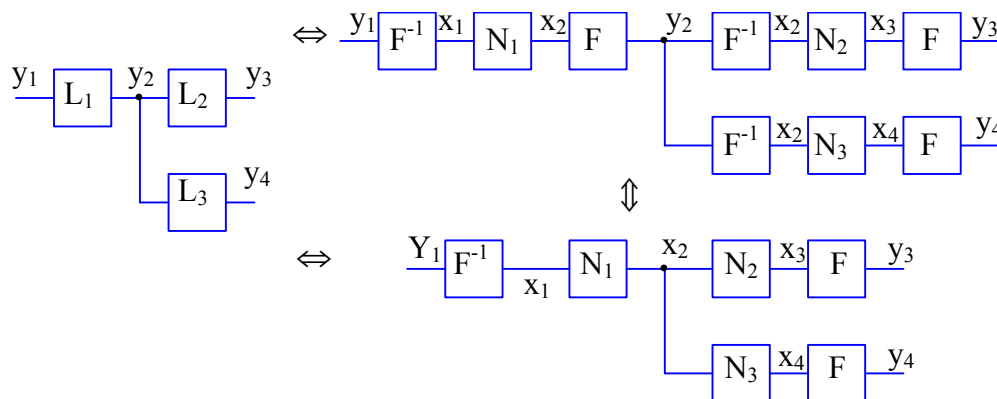 ⇔ y₁ F⁻¹ x₁ N₁ x₂ F y₂ F⁻¹ x₂ N₂ x₃ F y₃
y₁ L₁ y₂ L₂ y₃
F⁻¹ x₂ N₃ x₄ F y₄
L₃ y₄
⇕
⇔ Y₁ F⁻¹ x₁ N₁ x₂ N₂ x₃ F y₃
N₃ x₄ F y₄